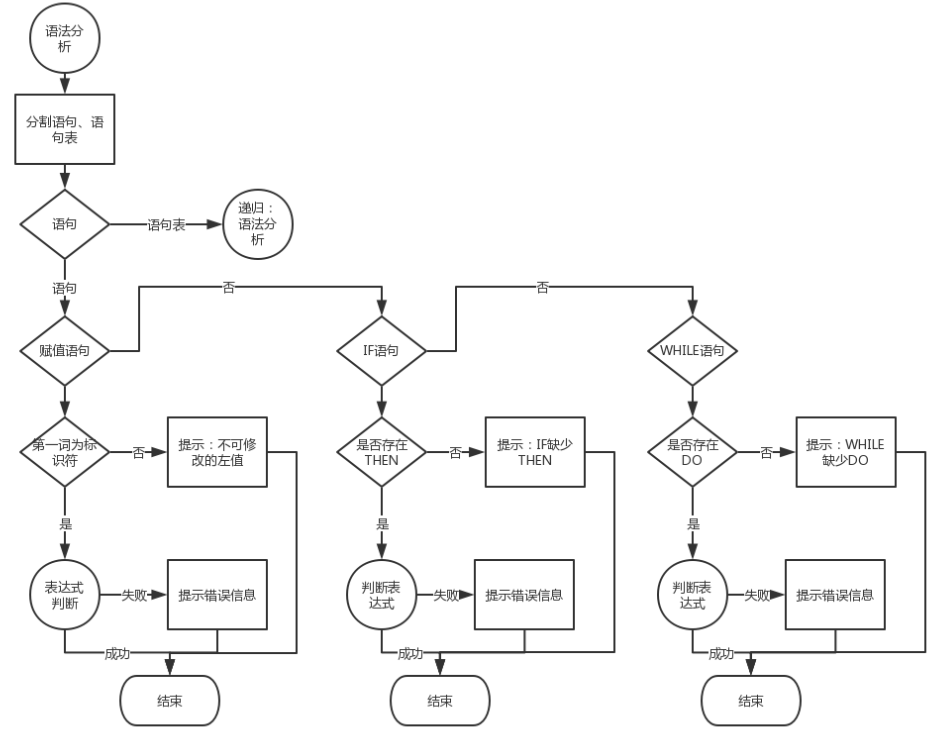 语法分
析
分割语句、语
句表
语句
语句表
递归：
语法分
析
语句
否
否
赋值语句
IF语句
WHILE语句
第一词为标
识符
否
提示：不可修
改的左值
是否存在
THEN
否
提示：IF缺少
THEN
是否存在
DO
否
提示：WHILE
缺少DO
是
是
是
表达式
判断
失败
提示错误信息
判断表
达式
失败
提示错误信息
判断表
达式
失败
提示错误信息
成功
成功
成功
结束
结束
结束